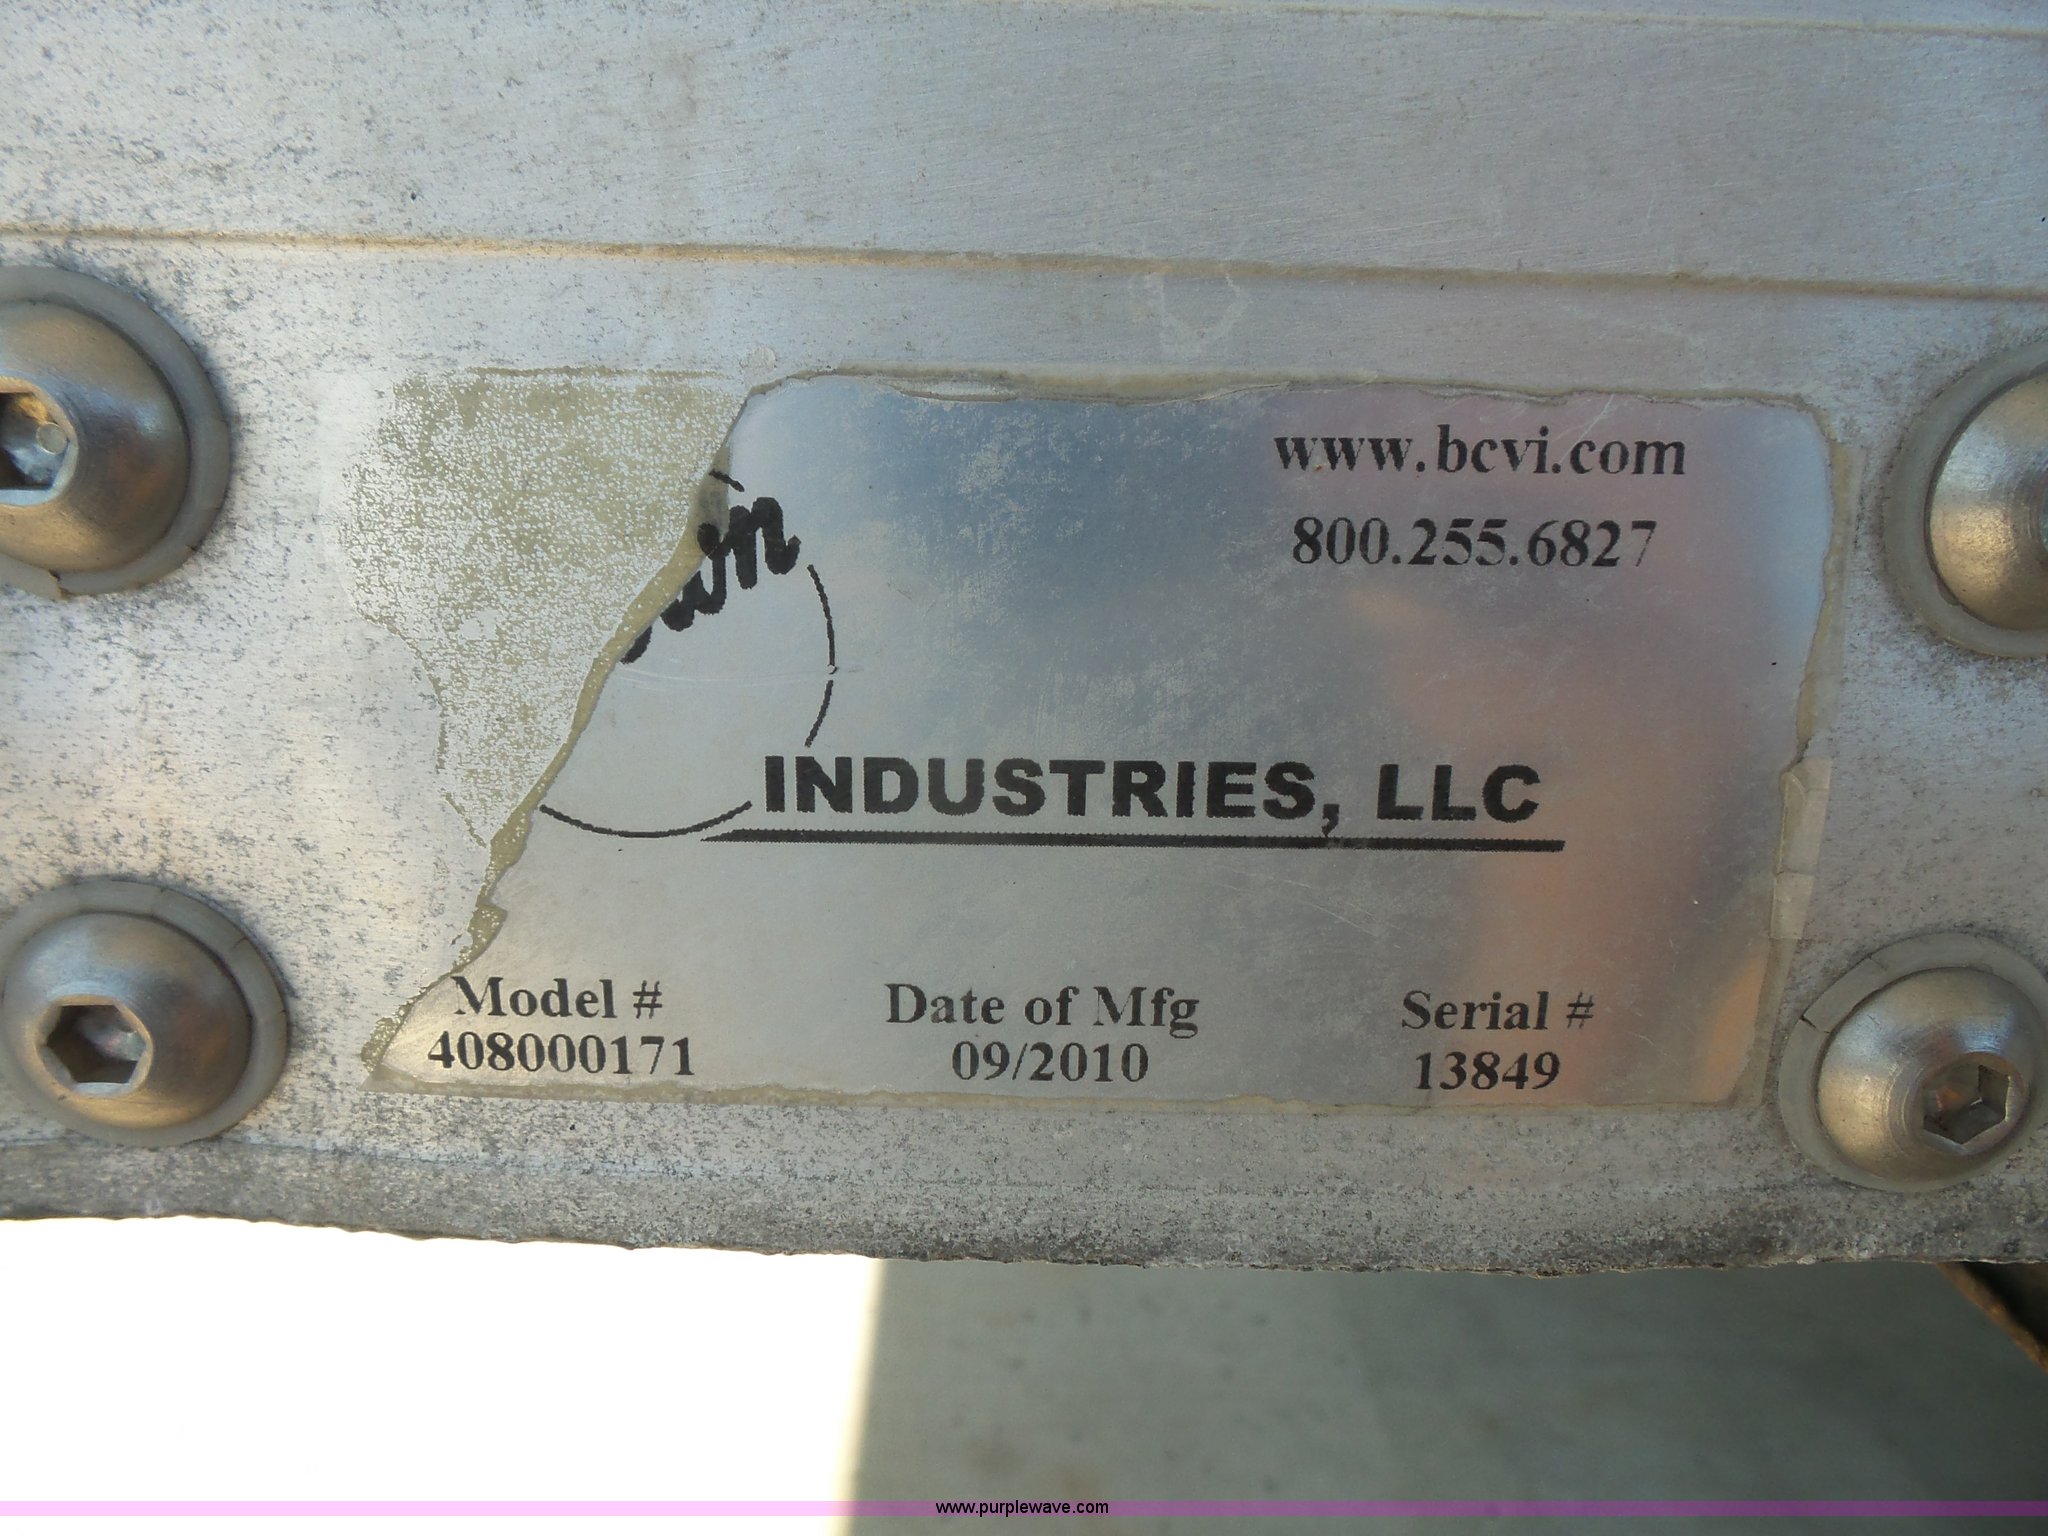 www.bcvi.com
800.255.6827
INDUSTRIES, LLC
Model # Date of Mfg Serial #
408000171 09/2010 13849
www.purplewave.com